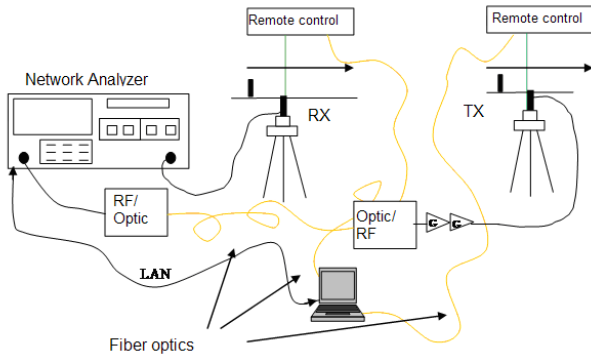 Remote control
Remote control
Network Analyzer
RX
TX
RF/
Optic
Optic/
RF
G
G
LAN
Fiber optics